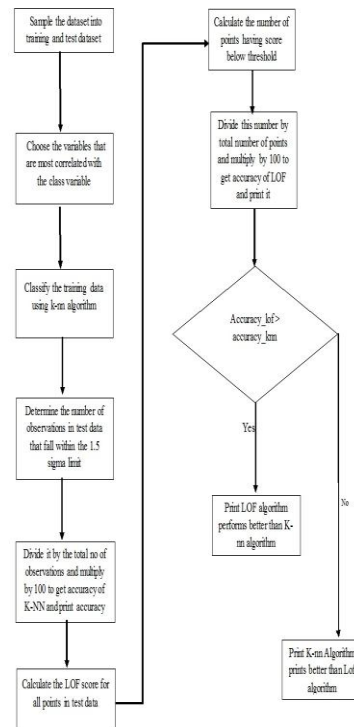 Sample the dataset into
training and test dataset
Choose the variables that
are most correlated with
the class variable
Classify the training data
using k-nn algorithm
Determine the number of
observations in test data
that fall within the 1.5
sigma limit
Divide it by the total no of
observations and multiply
by 100 to get accuracy of
K-NN and print accuracy
Calculate the LOF score for
all points in test data
Calculate the number of
points having score
below threshold
Divide this number by
total number of points
and multiply by 100 to
get accuracy of LOF
and print it
Accuracy_lof >
accuracy_knn
Yes
No
Print LOF algorithm
performs better than K-
nn algorithm
Print K-nn Algorithm
prints better than Lof
algorithm